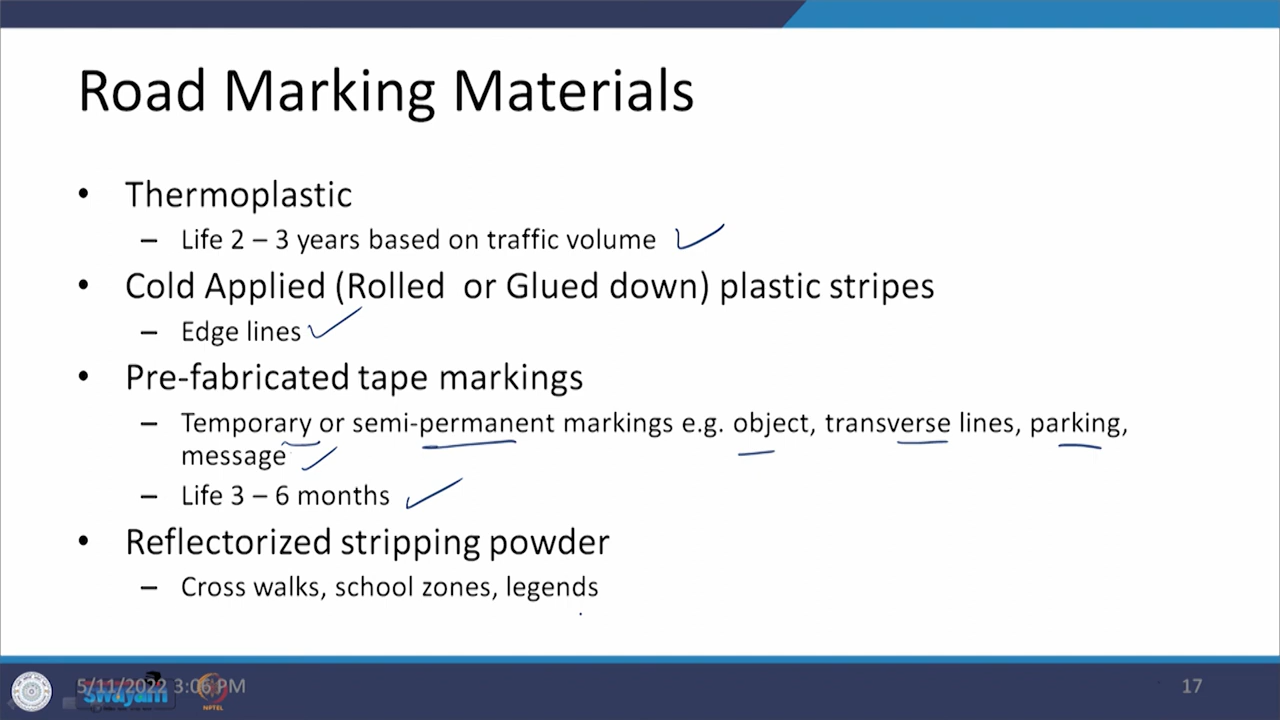 Road Marking Materials
• Thermoplastic
– Life 2 – 3 years based on traffic volume
• Cold Applied (Rolled or Glued down) plastic stripes
– Edge lines
• Pre-fabricated tape markings
– Temporary or semi-permanent markings e.g. object, transverse lines, parking,
message
– Life 3 – 6 months
• Reflectorized stripping powder
– Cross walks, school zones, legends
5/11/2022 3:06 PM
swayam
NPTEL
17